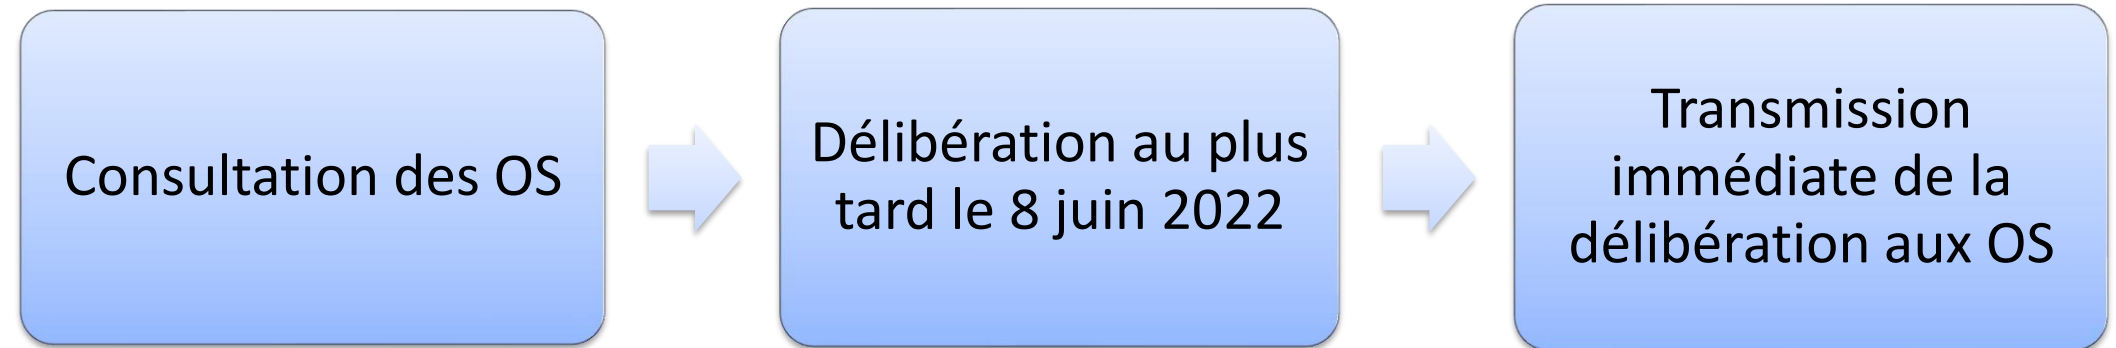 Consultation des OS
Délibération au plus
tard le 8 juin 2022
Transmission
immédiate de la
délibération aux OS